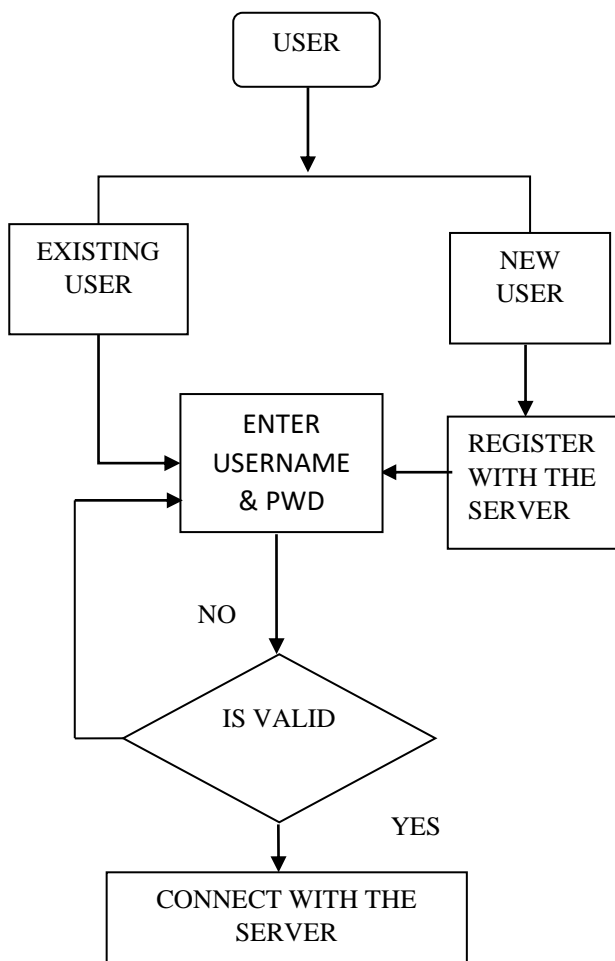 USER
EXISTING
USER
NEW
USER
ENTER
USERNAME
& PWD
REGISTER
WITH THE
SERVER
NO
IS VALID
YES
CONNECT WITH THE
SERVER